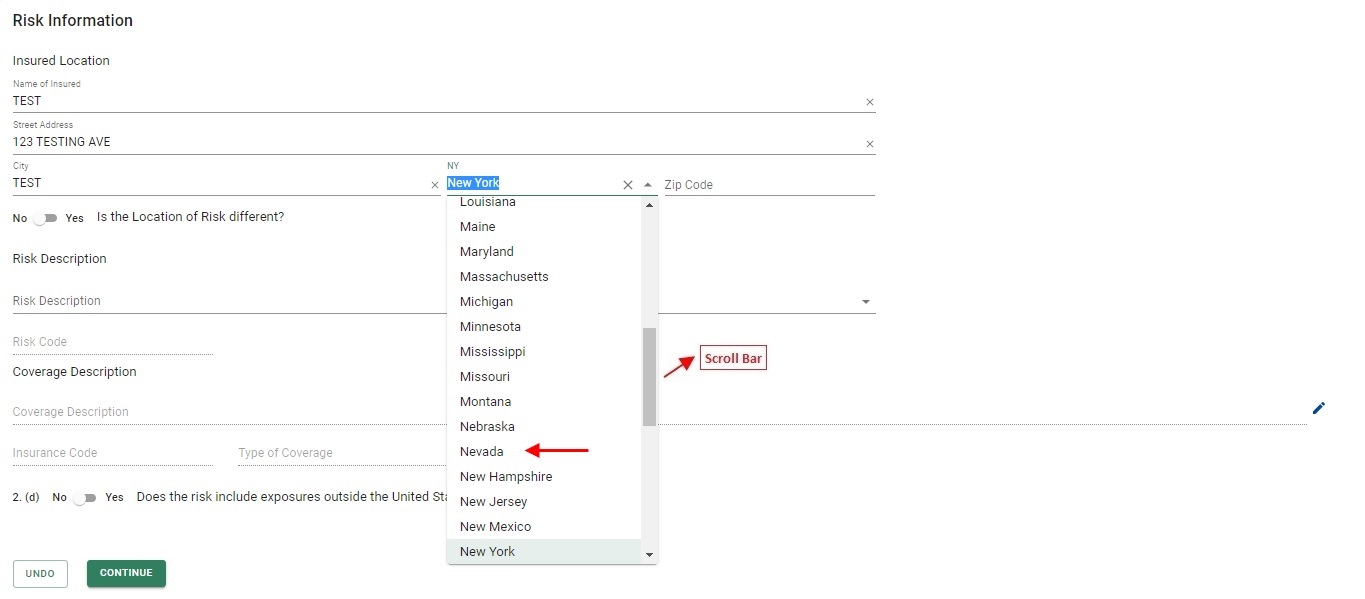 Risk Information
Insured Location
Name of Insured
TEST
Street Address
123 TESTING AVE
City
TEST
NY
New York
Zip Code
No Yes Is the Location of Risk different?
Risk Description
Risk Description
Risk Code
Coverage Description
Coverage Description
Insurance Code Type of Coverage
2. (d) No Yes Does the risk include exposures outside the United Sta
Louisiana
Maine
Maryland
Massachusetts
Michigan
Minnesota
Mississippi
Missouri
Montana
Nebraska
Nevada
New Hampshire
New Jersey
New Mexico
New York
Scroll Bar
UNDO CONTINUE